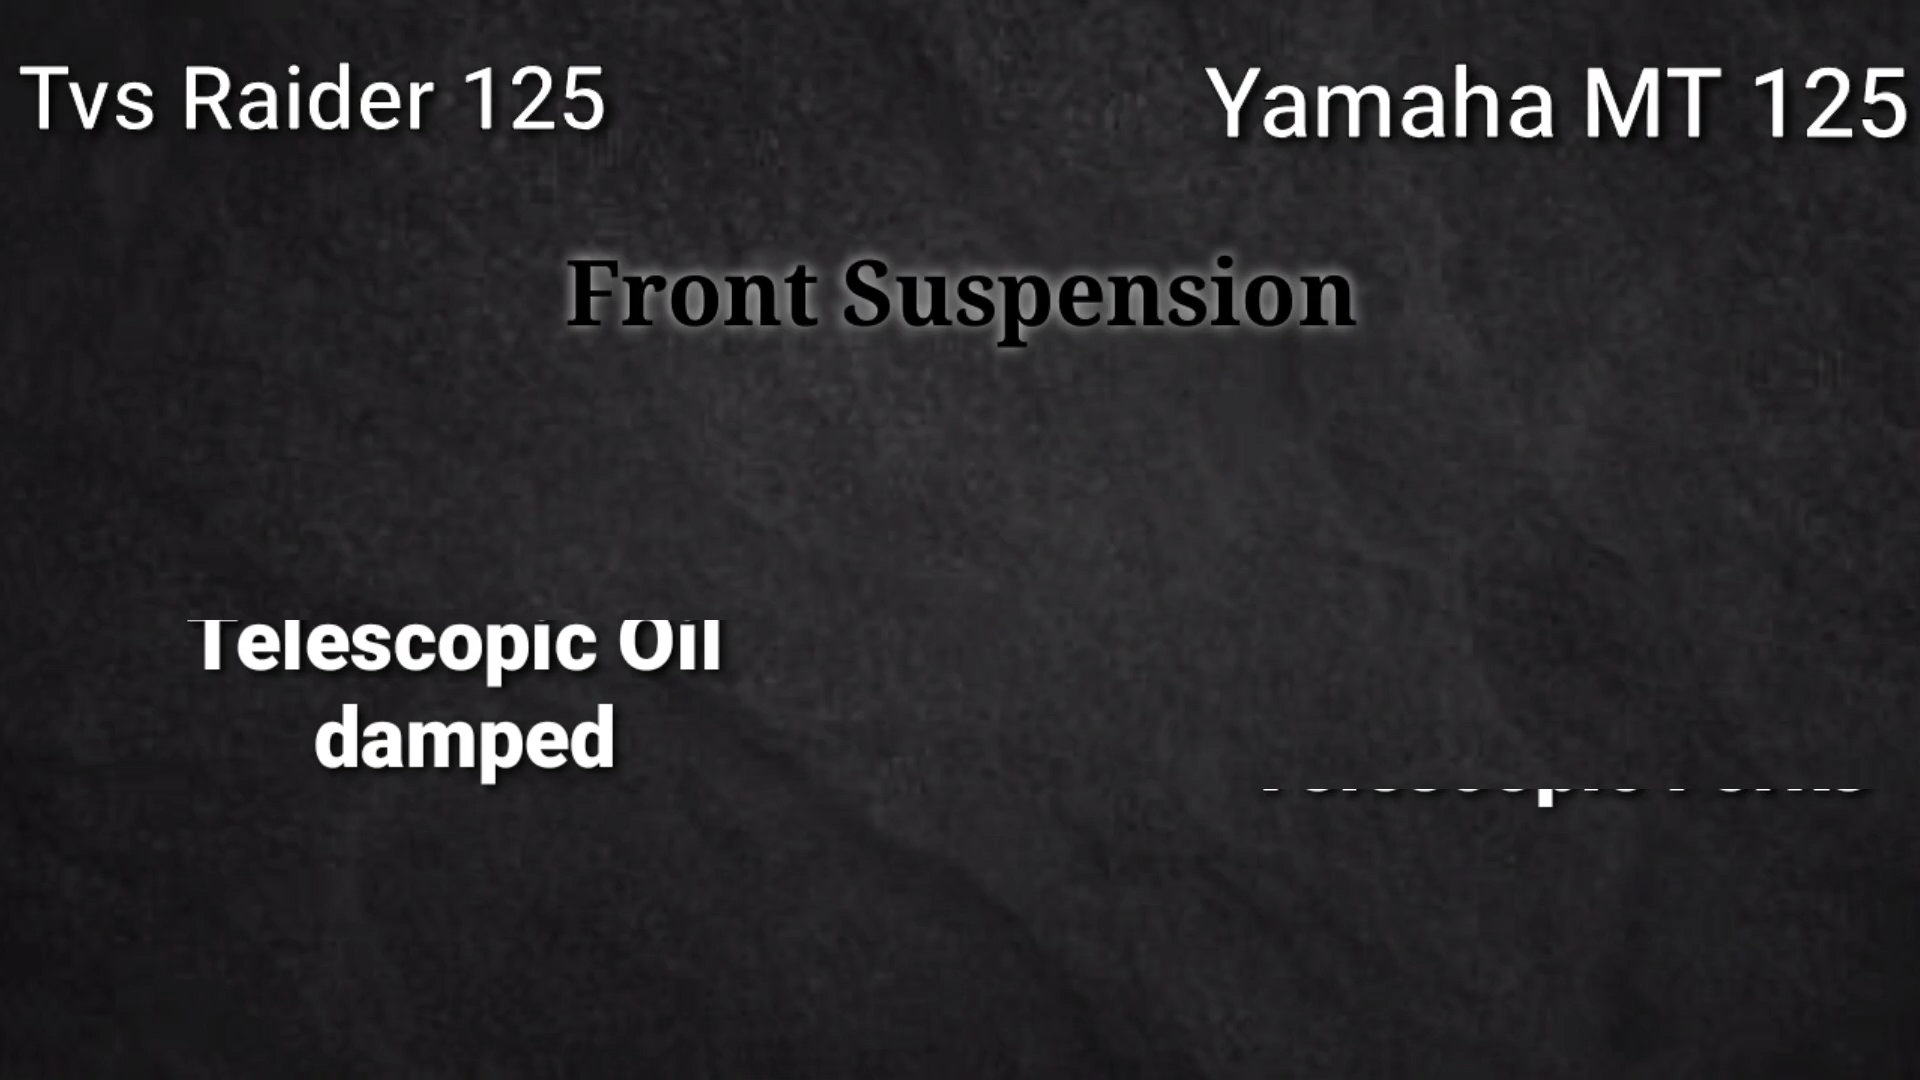 Tvs Raider 125
Yamaha MT 125
Front Suspension
Telescopic Oil
damped